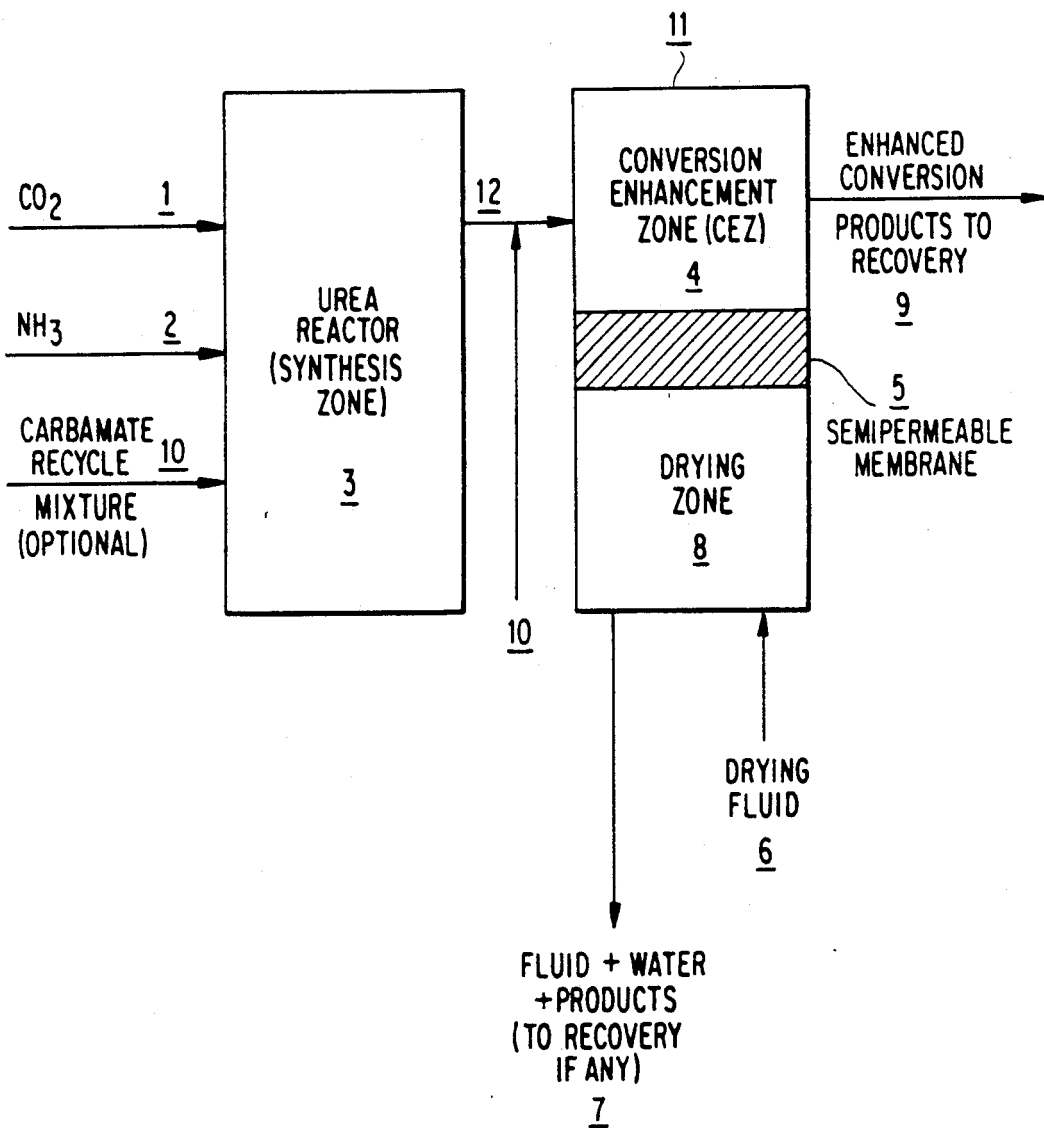 11
CO2
1
NH3
2
CARBAMATE
RECYCLE
10
MIXTURE
(OPTIONAL)
UREA
REACTOR
(SYNTHESIS
ZONE)
3
12
10
CONVERSION
ENHANCEMENT
ZONE (CEZ)
4
ENHANCED
CONVERSION
PRODUCTS TO
RECOVERY
9
5
SEMIPERMEABLE
MEMBRANE
DRYING
ZONE
8
DRYING
FLUID
6
FLUID + WATER
+PRODUCTS
(TO RECOVERY
IF ANY)
7